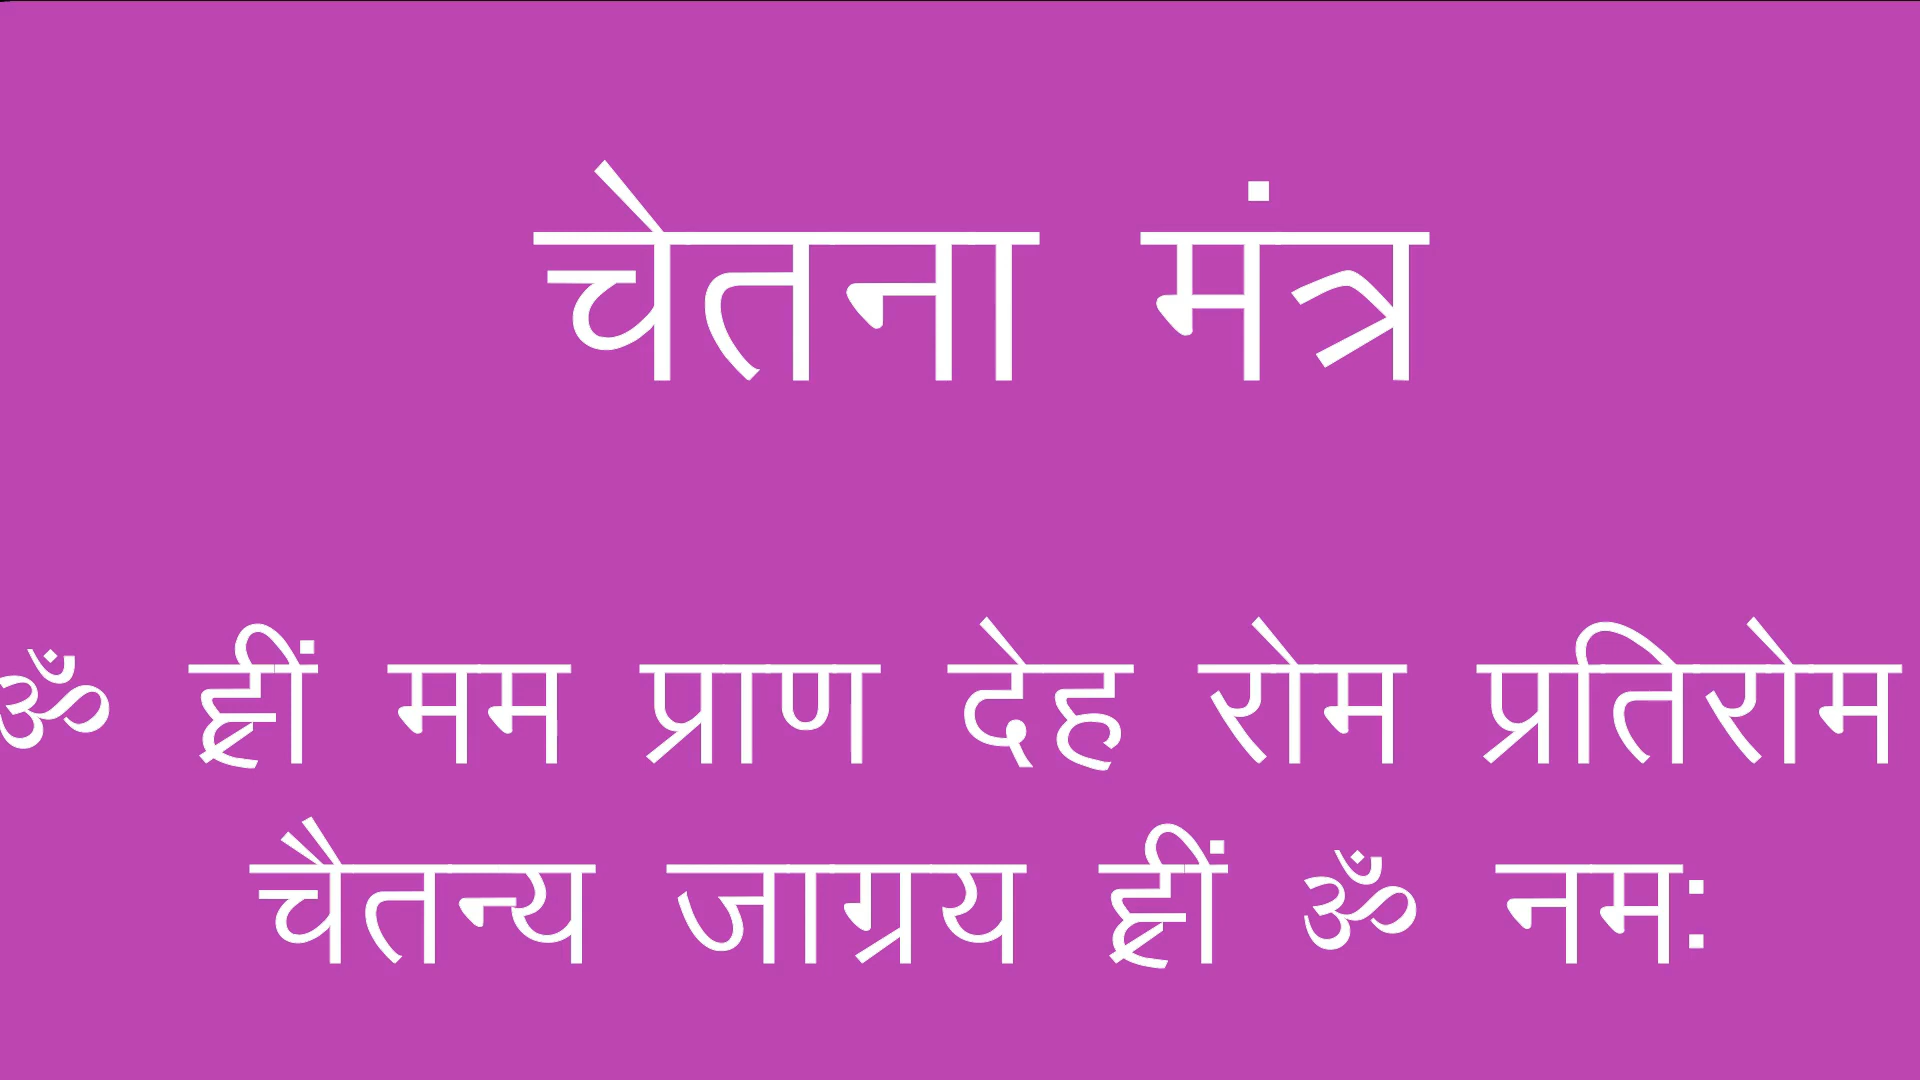 चेतना मंत्र
ॐ ह्रीं मम प्राण देह रोम प्रतिरोम
चैतन्य जाग्रय ह्रीं ॐ नम: